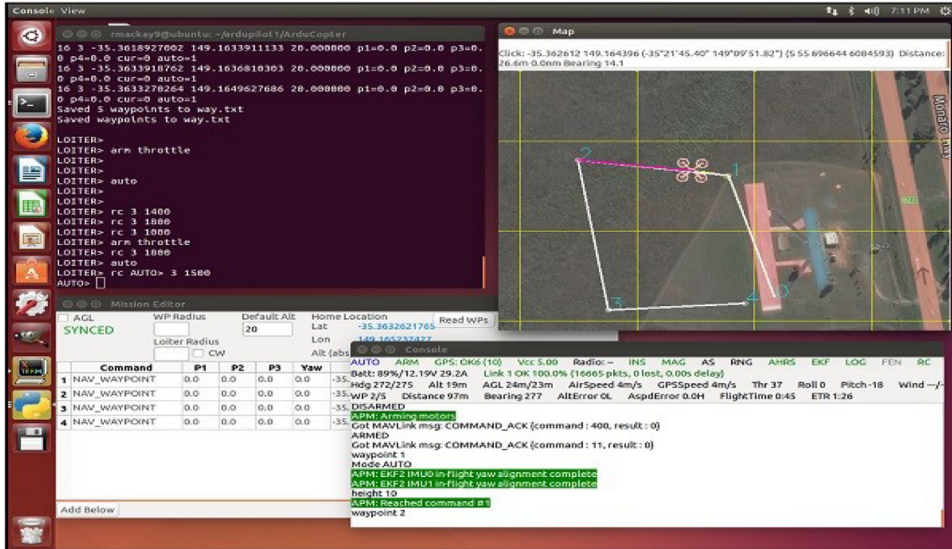 Console View
7:11 PM
rmackay9@ubuntu: ~/ardupilot1/ArduCopter
16 3 -35.3618927002 149.1633911133 20.000000 p1=0.0 p2=0.0 p3=0.
0 p4=0.0 cur=0 auto=1
16 3 -35.3633918762 149.1636810303 20.000000 p1=0.0 p2=0.0 p3=0.
0 p4=0.0 cur=0 auto=1
16 3 -35.3633270264 149.1649627686 20.000000 p1=0.0 p2=0.0 p3=0.
0 p4=0.0 cur=0 auto=1
Saved 5 waypoints to way.txt
Saved waypoints to way.txt
LOITER>
LOITER> arm throttle
LOITER>
LOITER>
LOITER> auto
LOITER>
LOITER>
LOITER> rc 3 1400
LOITER> rc 3 1800
LOITER> rc 3 1000
LOITER> arm throttle
LOITER> rc 3 1800
LOITER> auto
LOITER> rc AUTO> 3 1500
AUTO>
Map
Click: -35.362612 149.164396 (-35°21'45.40" 149°09'51.82") (S 55 696644 6084593) Distance:
26.6m 0.0nm Bearing 14.1
2
1
3
4
0
Monaro Hwy
Mission Editor
AGL
WP Radius
Default Alt
Home Location
Read WPs
SYNCED
20
Lat -35.3632621765
Loiter Radius
Lon 149.165237427
CW
Alt (abs
Command P1 P2 P3 Yaw
1 NAV_WAYPOINT 0.0 0.0 0.0 0.0 -35.
2 NAV_WAYPOINT 0.0 0.0 0.0 0.0 -35.
3 NAV_WAYPOINT 0.0 0.0 0.0 0.0 -35.
4 NAV_WAYPOINT 0.0 0.0 0.0 0.0 -35.
Add Below
Console
AUTO ARM GPS: OK6 (10) Vcc 5.00 Radio: -- INS MAG AS RNG AHRS EKF LOG FEN RC
Batt: 89%/12.19V 29.2A Link 1 OK 100.0% (16665 pkts, 0 lost, 0.00s delay)
Hdg 272/275 Alt 19m AGL 24m/23m AirSpeed 4m/s GPSSpeed 4m/s Thr 37 Roll 0 Pitch -18 Wind --/--
WP 2/5 Distance 97m Bearing 277 AltError 0L AspdError 0.0H FlightTime 0:45 ETR 1:26
DISARMED
APM: Arming motors
Got MAVLink msg: COMMAND_ACK {command : 400, result : 0}
ARMED
Got MAVLink msg: COMMAND_ACK {command : 11, result : 0}
waypoint 1
Mode AUTO
APM: EKF2 IMU0 in-flight yaw alignment complete
APM: EKF2 IMU1 in-flight yaw alignment complete
height 10
APM: Reached command #1
waypoint 2